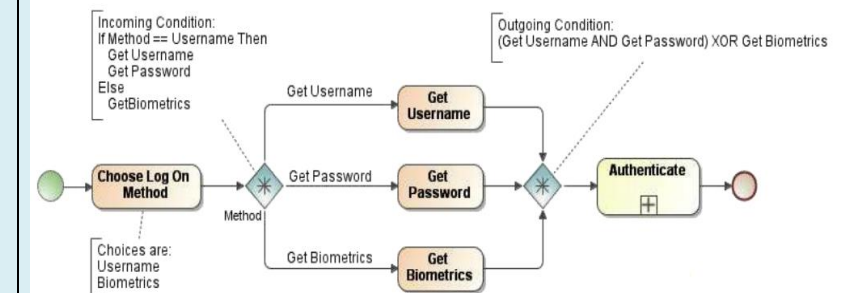 Incoming Condition:
If Method == Username Then
Get Username
Get Password
Else
GetBiometrics
Outgoing Condition:
(Get Username AND Get Password) XOR Get Biometrics
Get Username
Get
Username
Choose Log On
Method
Method
Get Password
Get
Password
Authenticate
Get Biometrics
Get
Biometrics
Choices are:
Username
Biometrics